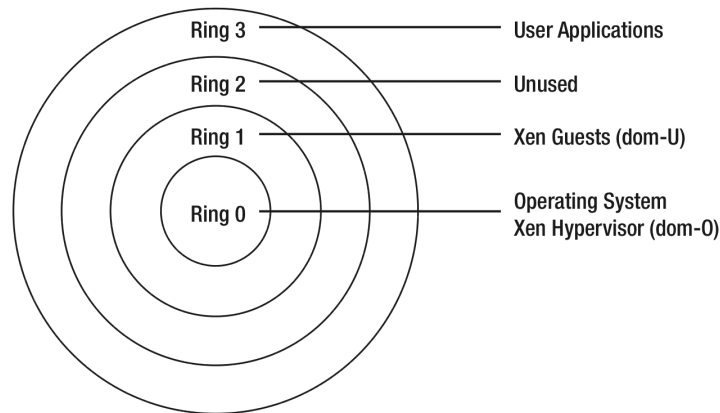 Ring 3 User Applications
Ring 2 Unused
Ring 1 Xen Guests (dom-U)
Ring 0 Operating System
Xen Hypervisor (dom-O)